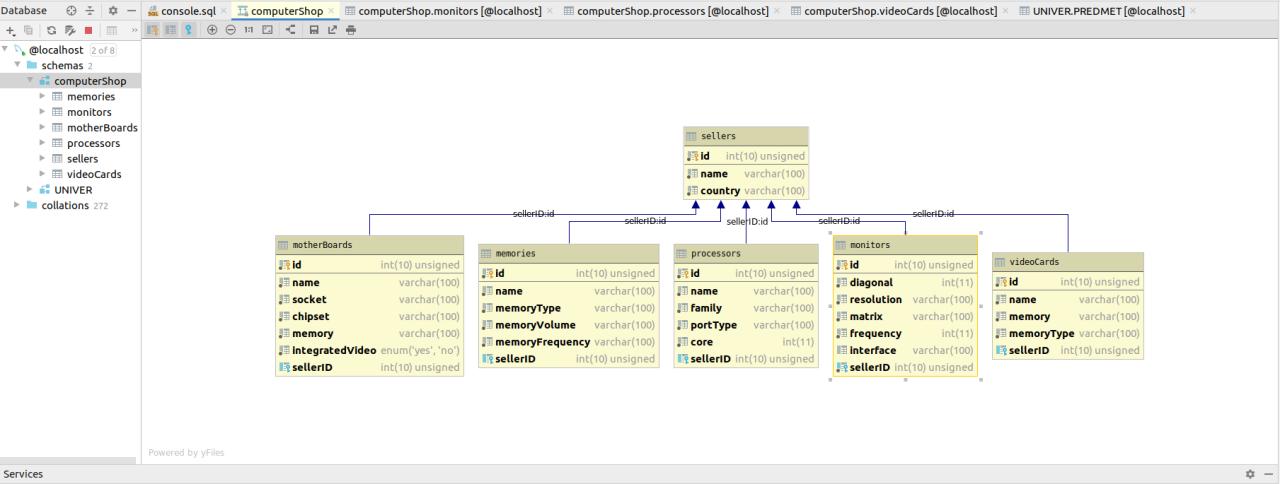 Database
console.sql
computerShop
computerShop.monitors [@localhost]
computerShop.processors [@localhost]
computerShop.videoCards [@localhost]
UNIVER.PREDMET [@localhost]
1:1
@localhost 2 of 8
schemas 2
computerShop
memories
monitors
motherBoards
processors
sellers
videoCards
UNIVER
collations 272
sellers
id int(10) unsigned
name varchar(100)
country varchar(100)
sellerID:id
sellerID:id
sellerID:id
sellerID:id
sellerID:id
motherBoards
id int(10) unsigned
name varchar(100)
socket varchar(100)
chipset varchar(100)
memory varchar(100)
integratedVideo enum('yes', 'no')
sellerID int(10) unsigned
memories
id int(10) unsigned
name varchar(100)
memoryType varchar(100)
memoryVolume varchar(100)
memoryFrequency varchar(100)
sellerID int(10) unsigned
processors
id int(10) unsigned
name varchar(100)
family varchar(100)
portType varchar(100)
core int(11)
sellerID int(10) unsigned
monitors
id int(10) unsigned
diagonal int(11)
resolution varchar(100)
matrix varchar(100)
frequency int(11)
interface varchar(100)
sellerID int(10) unsigned
videoCards
id int(10) unsigned
name varchar(100)
memory varchar(100)
memoryType varchar(100)
sellerID int(10) unsigned
Powered by yFiles
Services